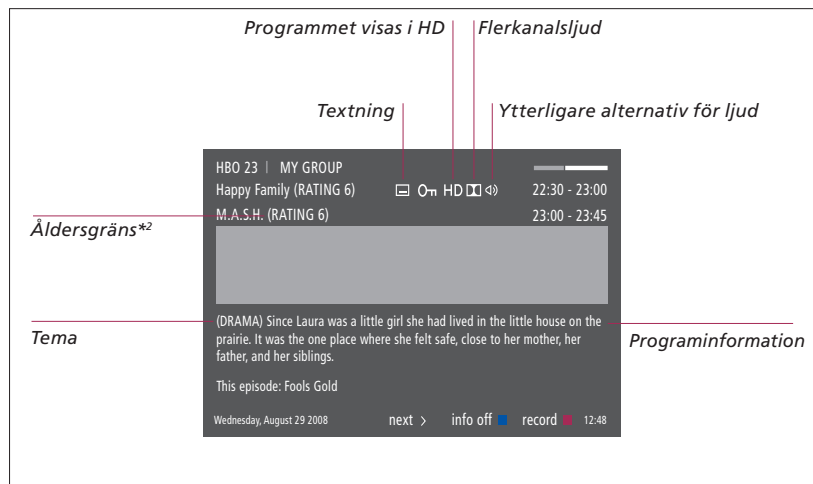 Programmet visas i HD
Flerkanalsljud
Textning
Ytterligare alternativ för ljud
HBO 23 | MY GROUP
Happy Family (RATING 6) HD 22:30 - 23:00
M.A.S.H. (RATING 6) 23:00 - 23:45
Åldersgräns*2
(DRAMA) Since Laura was a little girl she had lived in the little house on the
prairie. It was the one place where she felt safe, close to her mother, her
father, and her siblings.
Tema
Programinformation
This episode: Fools Gold
Wednesday, August 29 2008 next > info off record 12:48